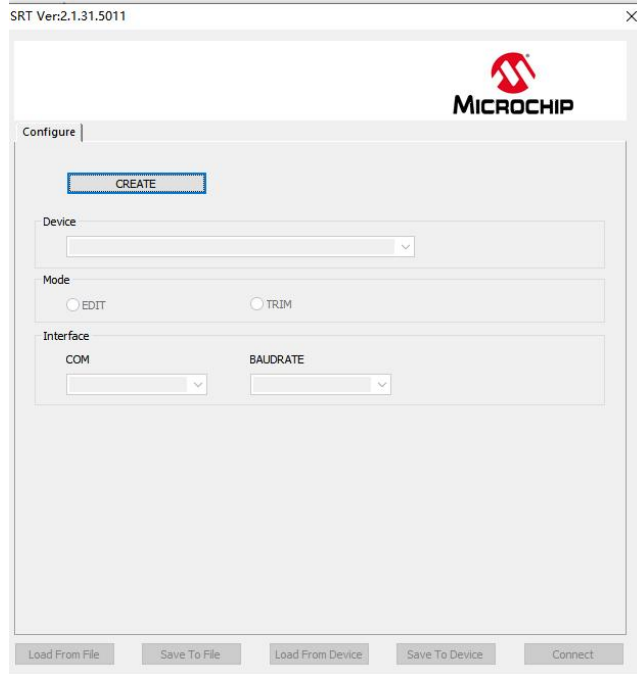 SRT Ver:2.1.31.5011
MICROCHIP
Configure
CREATE
Device
Mode
EDIT TRIM
Interface
COM BAUDRATE
Load From File Save To File Load From Device Save To Device Connect